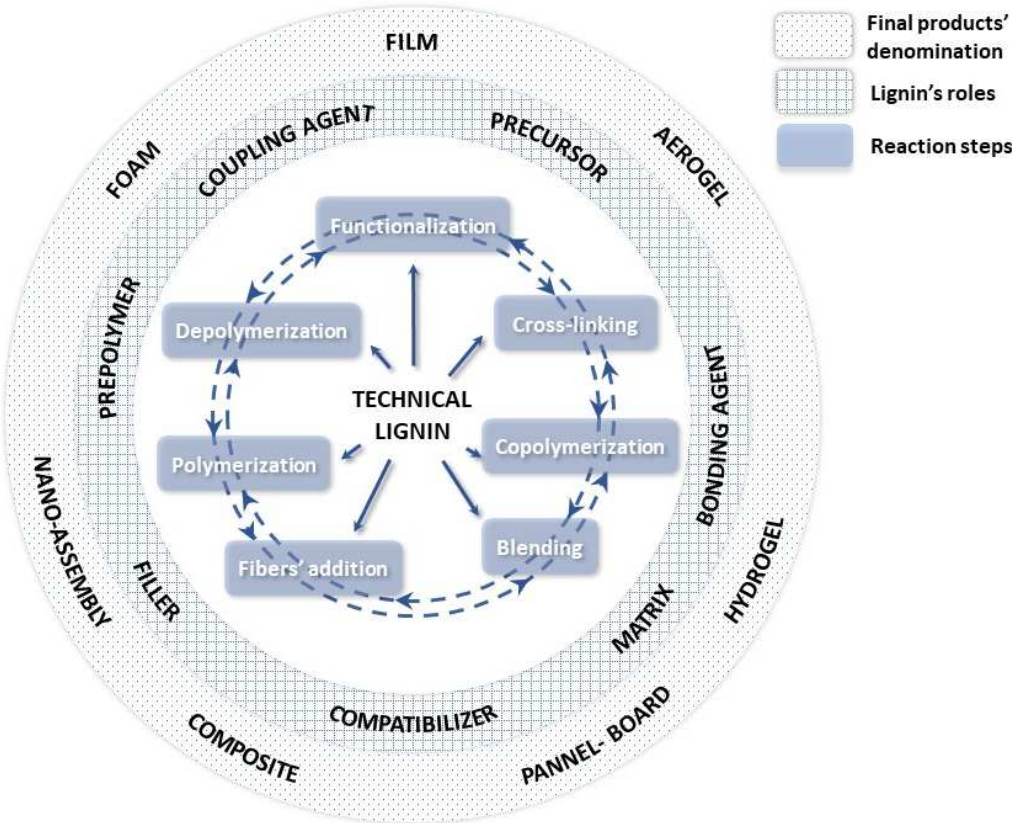 Final products'
denomination
Lignin's roles
Reaction steps
FILM
AEROGEL
HYDROGEL
PANNEL- BOARD
COMPOSITE
NANO-ASSEMBLY
FOAM
COUPLING AGENT
PRECURSOR
BONDING AGENT
MATRIX
COMPATIBILIZER
FILLER
PREPOLYMER
Functionalization
Cross-linking
Copolymerization
Blending
Fibers' addition
Polymerization
Depolymerization
TECHNICAL
LIGNIN